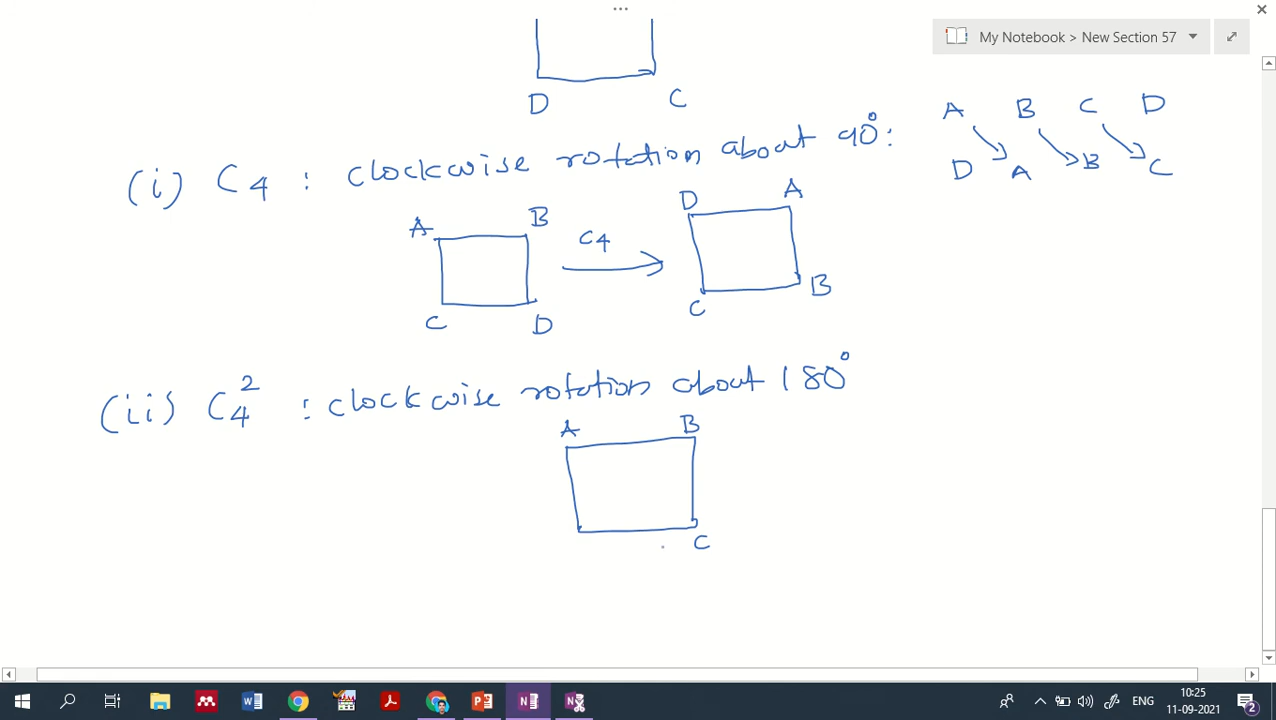 ...
My Notebook > New Section 57
D C
A B C D
D A B C
(i) C4 : clockwise rotation about 90°:
A B C4 D A
C D C B
(ii) C4² : clockwise rotation about 180°
A B
C
ENG
10:25
11-09-2021
2